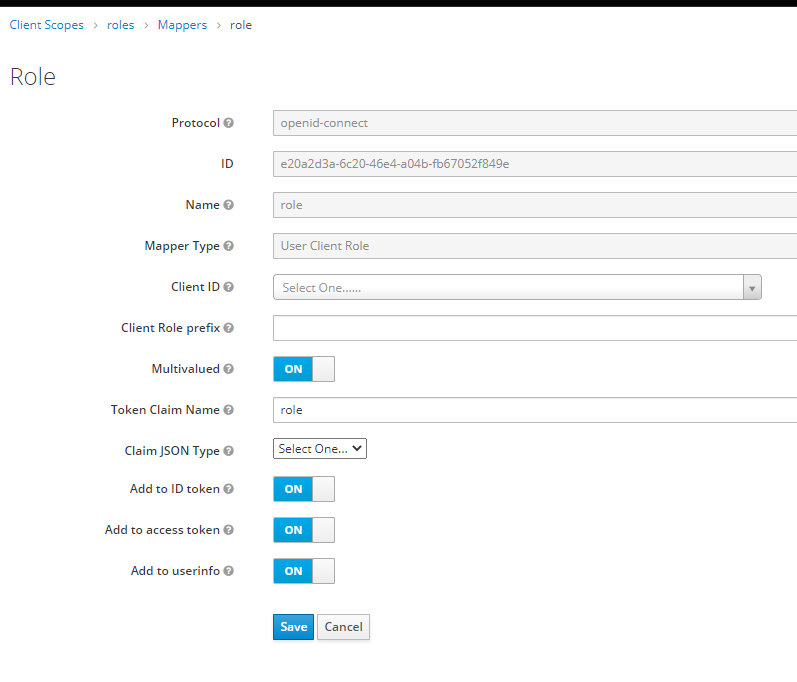 Client Scopes > roles > Mappers > role
Role
Protocol openid-connect
ID e20a2d3a-6c20-46e4-a04b-fb67052f849e
Name role
Mapper Type User Client Role
Client ID Select One......
Client Role prefix
Multivalued ON
Token Claim Name role
Claim JSON Type Select One...
Add to ID token ON
Add to access token ON
Add to userinfo ON
Save Cancel